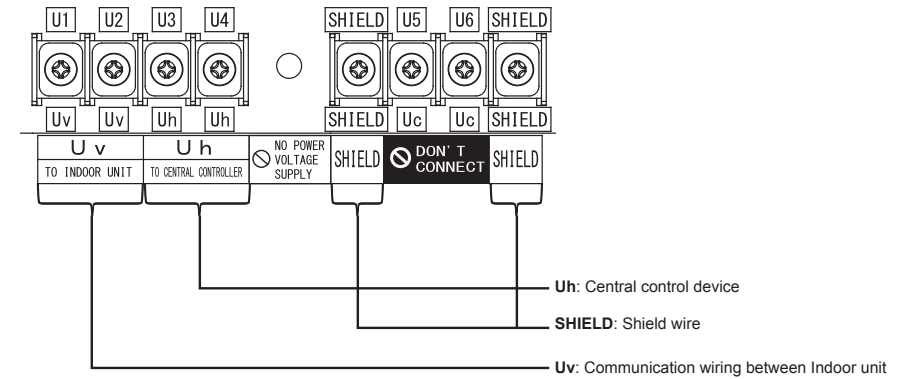 U1 U2 U3 U4 SHIELD U5 U6 SHIELD
Uv Uv Uh Uh SHIELD Uc Uc SHIELD
Uv
TO INDOOR UNIT
Uh
TO CENTRAL CONTROLLER
NO POWER
VOLTAGE
SUPPLY
SHIELD
DON'T
CONNECT
SHIELD
Uh: Central control device
SHIELD: Shield wire
Uv: Communication wiring between Indoor unit